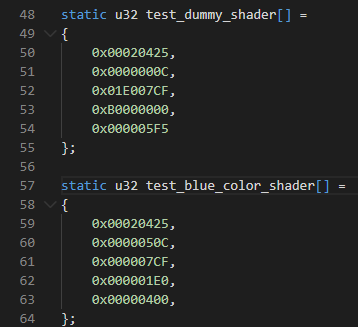 48 static u32 test_dummy_shader[] =
49 {
50 0x00020425,
51 0x0000000C,
52 0x01E007CF,
53 0xB0000000,
54 0x000005F5
55 };
56
57 static u32 test_blue_color_shader[] =
58 {
59 0x00020425,
60 0x0000050C,
61 0x000007CF,
62 0x000001E0,
63 0x00000400,
64 };